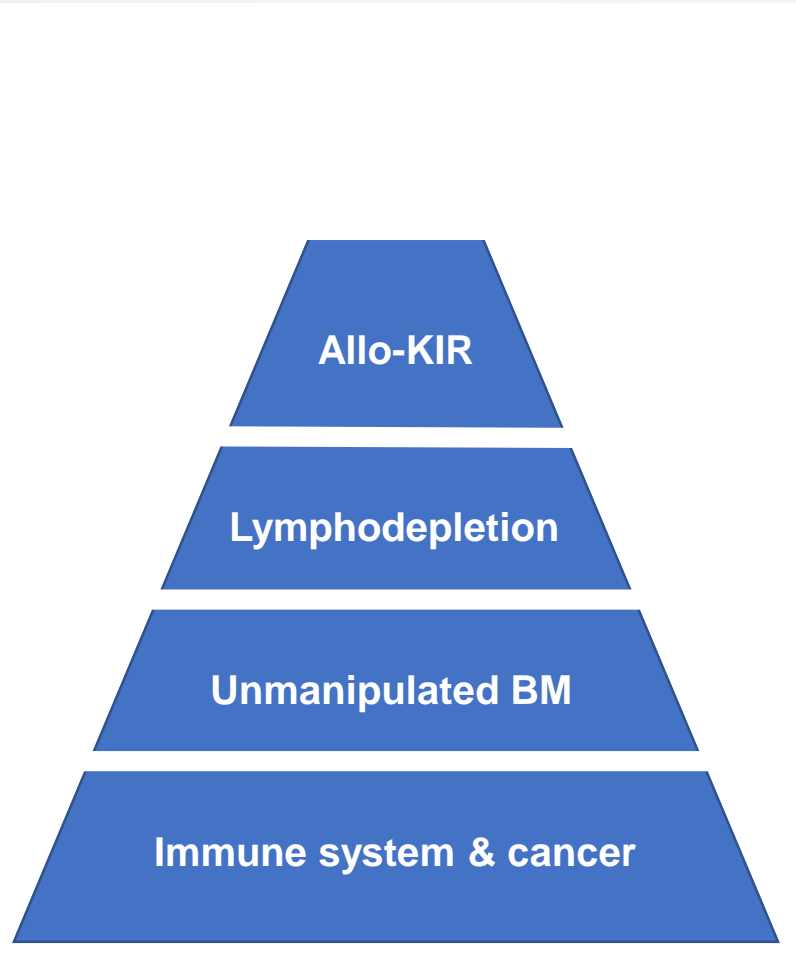 Allo-KIR
Lymphodepletion
Unmanipulated BM
Immune system & cancer